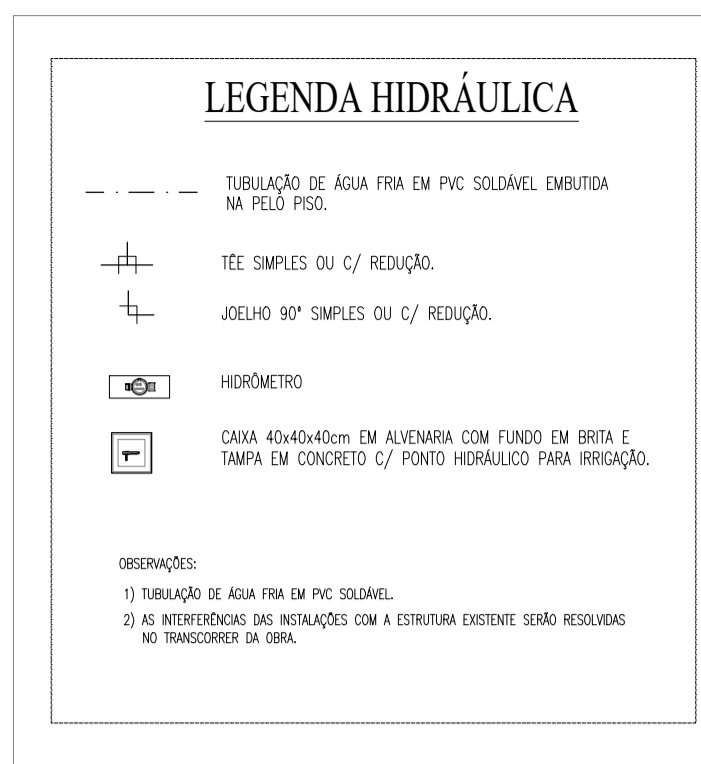 LEGENDA HIDRÁULICA
TUBULAÇÃO DE ÁGUA FRIA EM PVC SOLDÁVEL EMBUTIDA
NA PELO PISO.
TÊE SIMPLES OU C/ REDUÇÃO.
JOELHO 90° SIMPLES OU C/ REDUÇÃO.
HIDRÔMETRO
CAIXA 40x40x40cm EM ALVENARIA COM FUNDO EM BRITA E
TAMPA EM CONCRETO C/ PONTO HIDRÁULICO PARA IRRIGAÇÃO.
OBSERVAÇÕES:
1) TUBULAÇÃO DE ÁGUA FRIA EM PVC SOLDÁVEL.
2) AS INTERFERÊNCIAS DAS INSTALAÇÕES COM A ESTRUTURA EXISTENTE SERÃO RESOLVIDAS
NO TRANSCORRER DA OBRA.